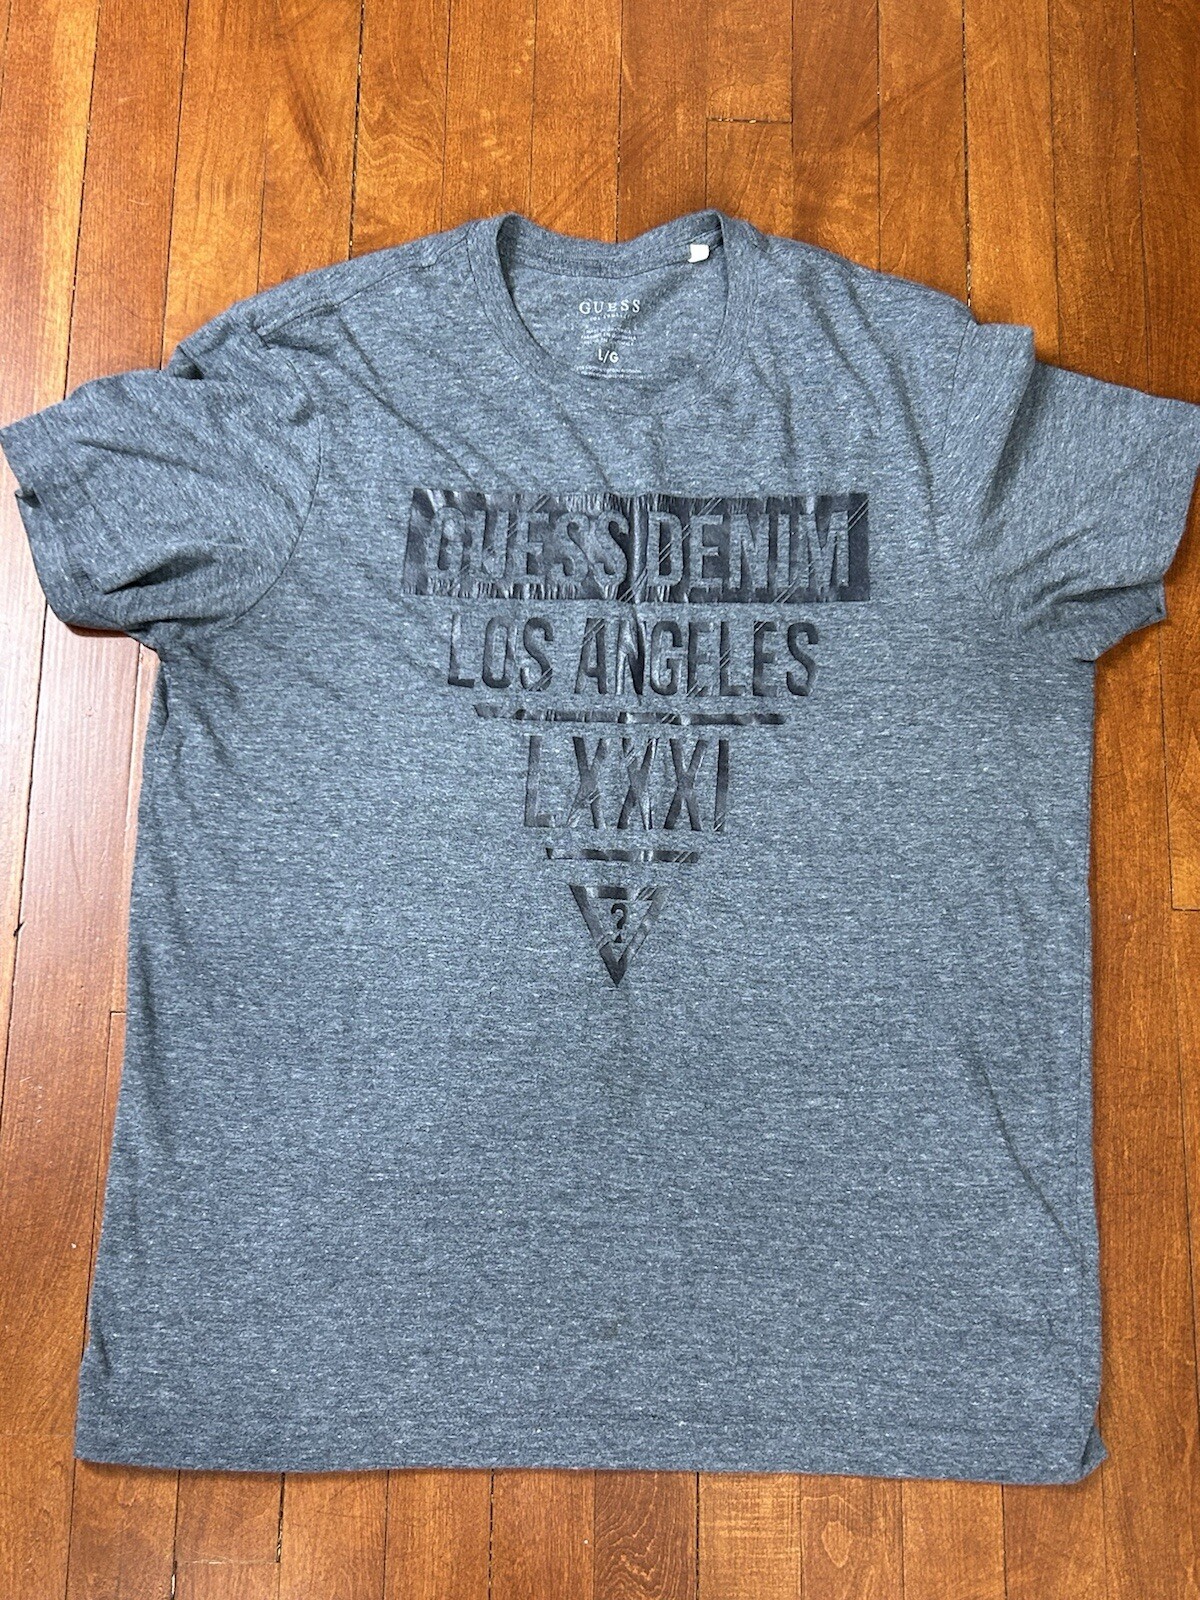 GUESS
L/G
GUESS DENIM
LOS ANGELES
LXXXI
?